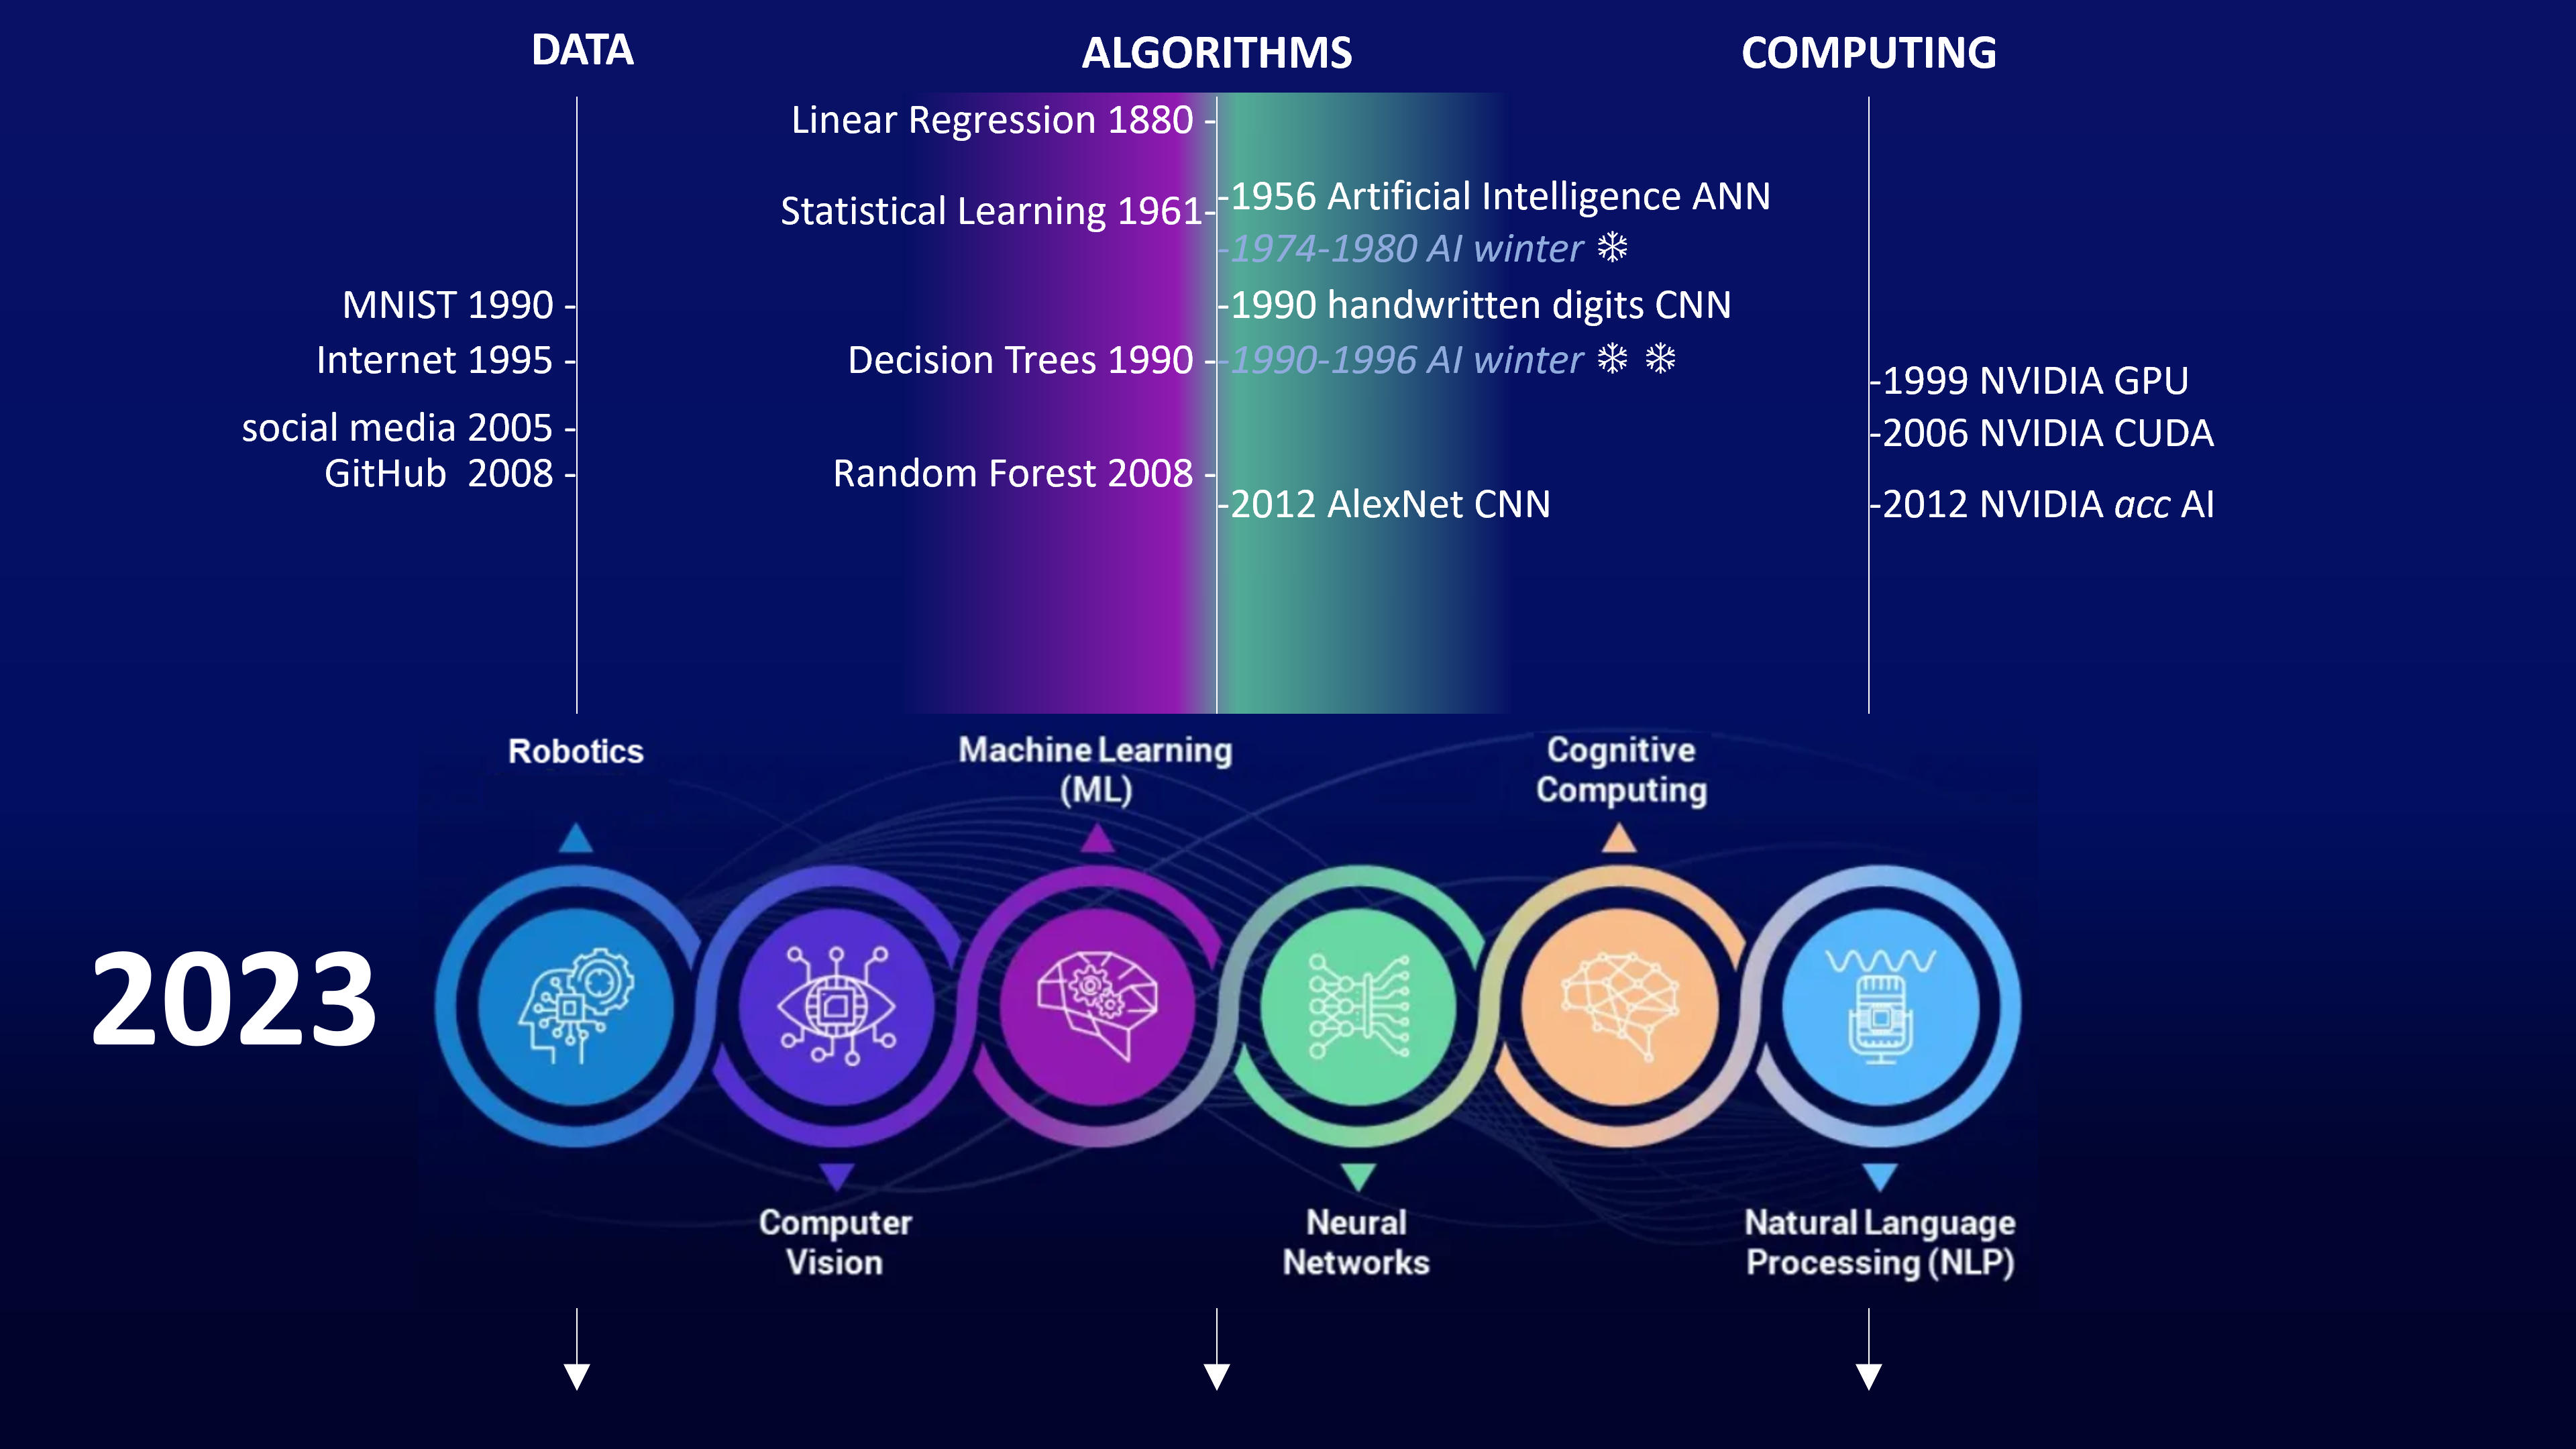 DATA
ALGORITHMS
COMPUTING
Linear Regression 1880 -
-1956 Artificial Intelligence ANN
Statistical Learning 1961-
-1974-1980 AI winter ❄
MNIST 1990 -
-1990 handwritten digits CNN
Internet 1995 -
Decision Trees 1990 -
-1990-1996 AI winter ❄ ❄
-1999 NVIDIA GPU
social media 2005 -
-2006 NVIDIA CUDA
GitHub 2008 -
Random Forest 2008 -
-2012 AlexNet CNN
-2012 NVIDIA acc AI
Robotics
Machine Learning
(ML)
Cognitive
Computing
2023
Computer
Vision
Neural
Networks
Natural Language
Processing (NLP)